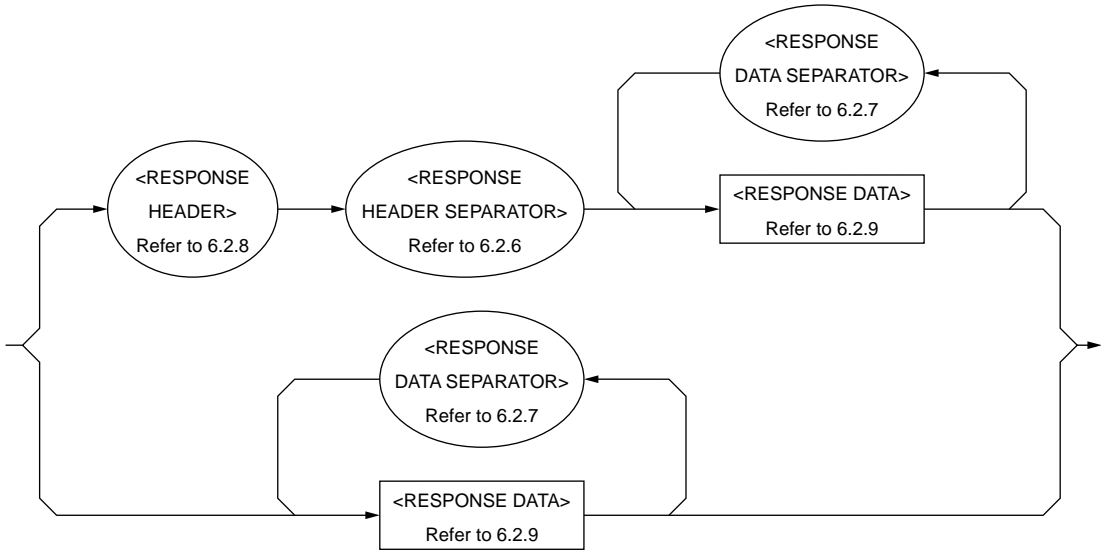 <RESPONSE
DATA SEPARATOR>
Refer to 6.2.7
<RESPONSE
HEADER>
Refer to 6.2.8
<RESPONSE
HEADER SEPARATOR>
Refer to 6.2.6
<RESPONSE DATA>
Refer to 6.2.9
<RESPONSE
DATA SEPARATOR>
Refer to 6.2.7
<RESPONSE DATA>
Refer to 6.2.9